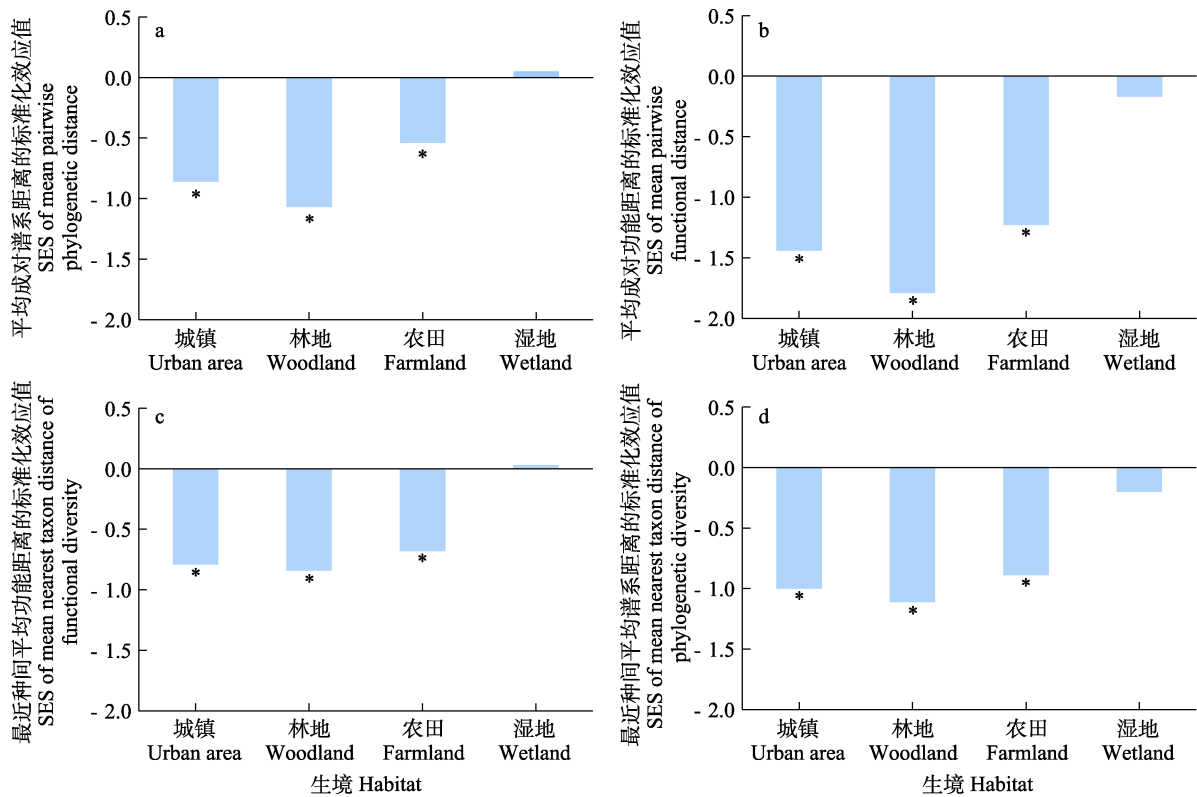 平均成对谱系距离的标准化效应值
SES of mean pairwise
phylogenetic distance
a
0.5
0.0
- 0.5
- 1.0
- 1.5
- 2.0
*
*
*
城镇
Urban area
林地
Woodland
农田
Farmland
湿地
Wetland
平均成对功能距离的标准化效应值
SES of mean pairwise
functional distance
b
0.5
0.0
- 0.5
- 1.0
- 1.5
- 2.0
*
*
*
城镇
Urban area
林地
Woodland
农田
Farmland
湿地
Wetland
最近种间平均功能距离的标准化效应值
SES of mean nearest taxon distance of
functional diversity
c
0.5
0.0
- 0.5
- 1.0
- 1.5
- 2.0
*
*
*
城镇
Urban area
林地
Woodland
农田
Farmland
湿地
Wetland
生境 Habitat
最近种间平均谱系距离的标准化效应值
SES of mean nearest taxon distance of
phylogenetic diversity
d
0.5
0.0
- 0.5
- 1.0
- 1.5
- 2.0
*
*
*
城镇
Urban area
林地
Woodland
农田
Farmland
湿地
Wetland
生境 Habitat